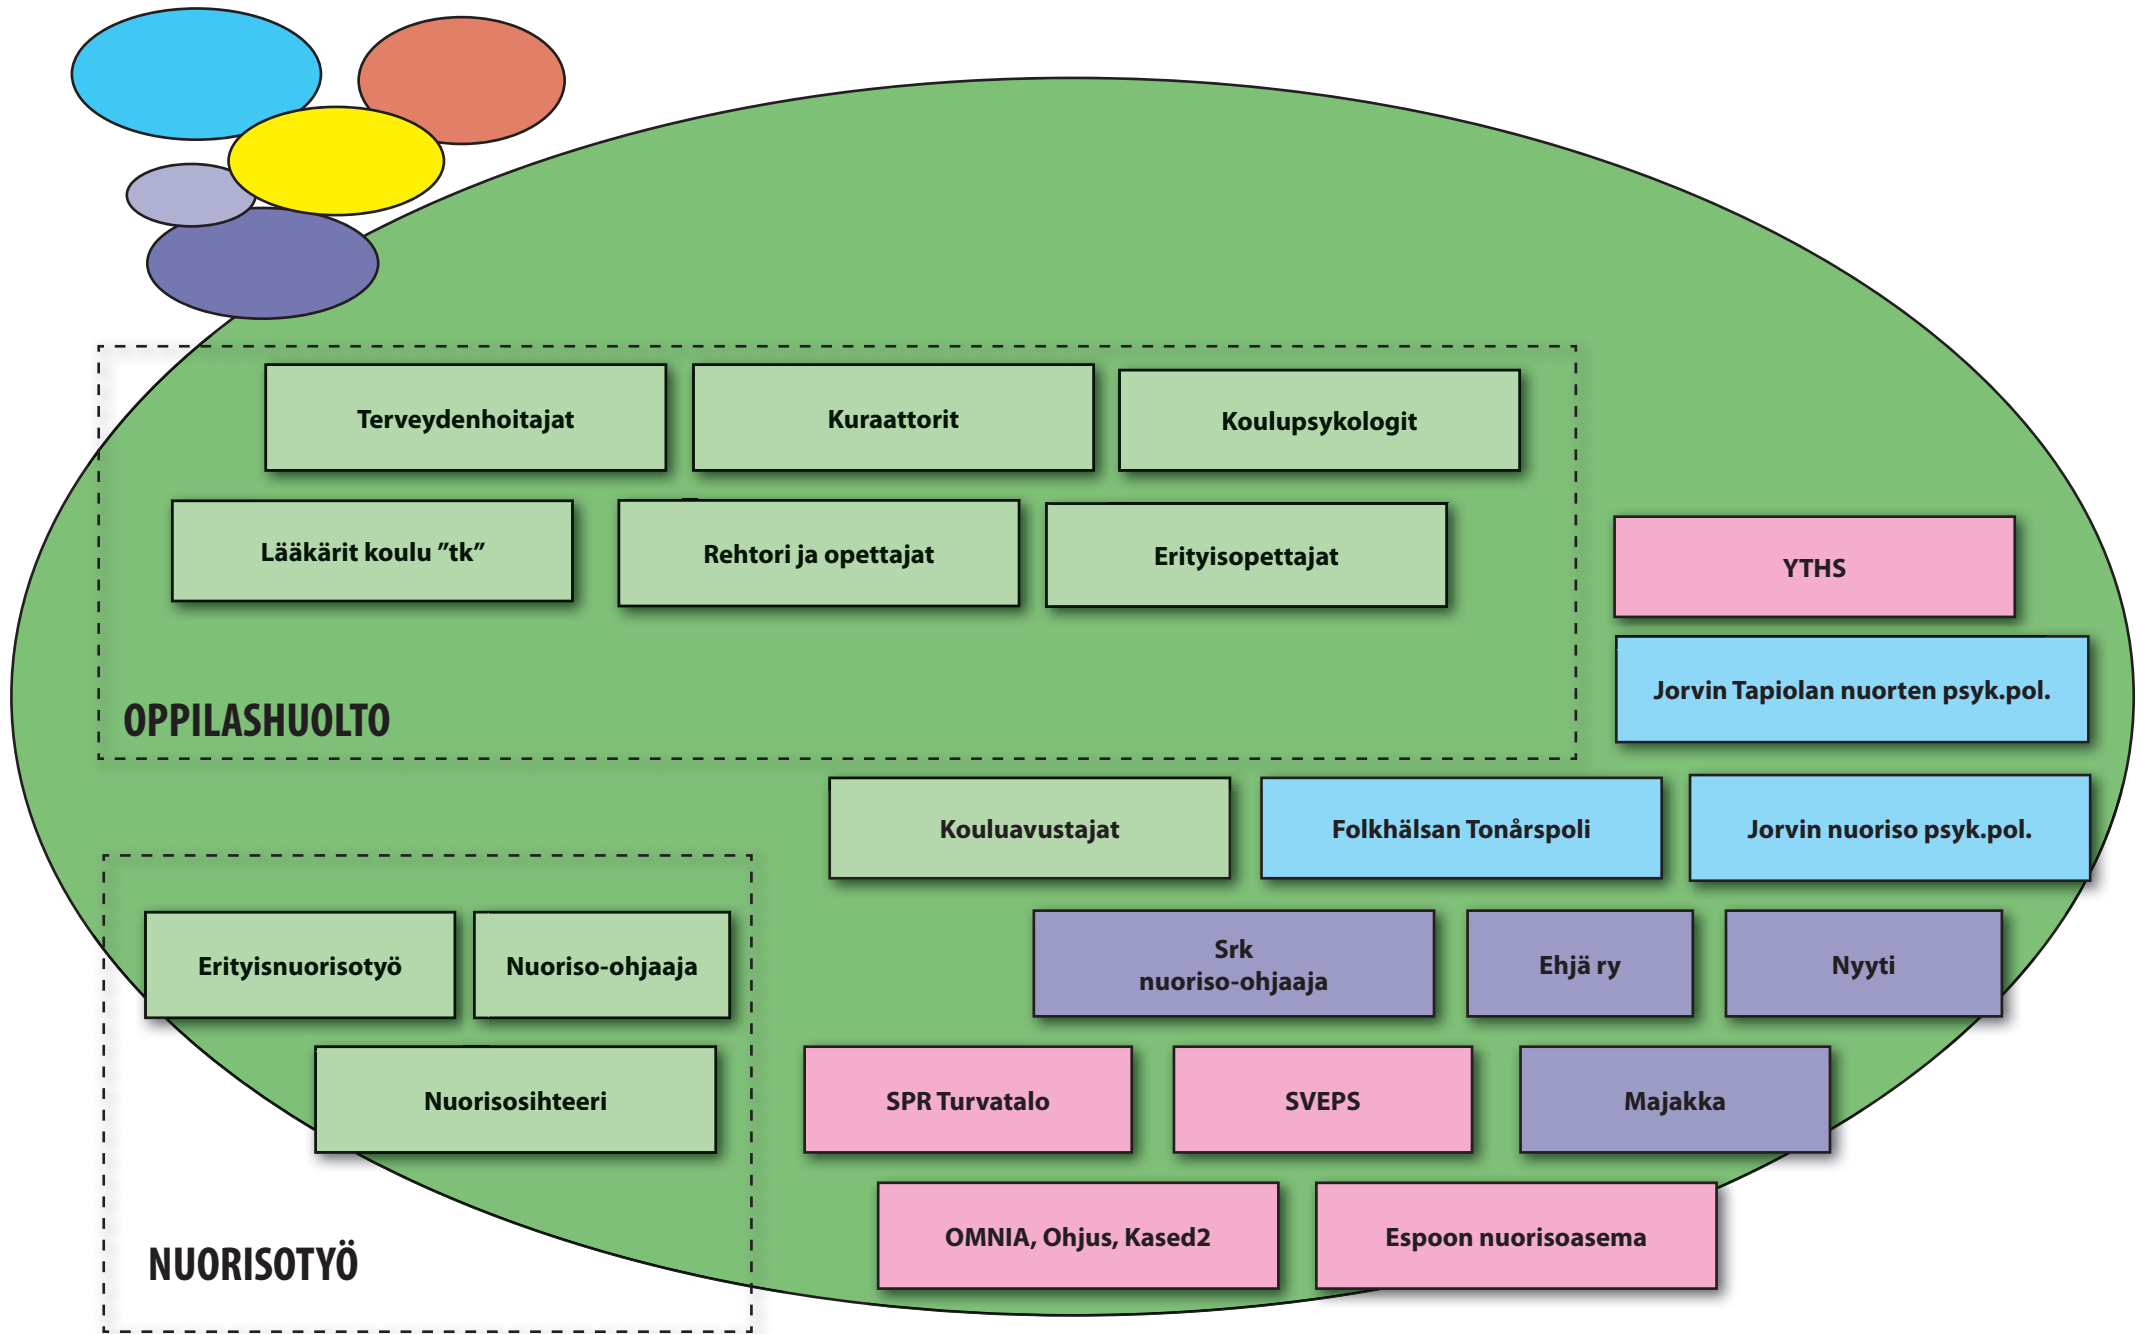 Terveydenhoitajat
Kuraattorit
Koulupsykologit
Lääkärit koulu ”tk”
Rehtori ja opettajat
Erityisopettajat
YTHS
Jorvin Tapiolan nuorten psyk.pol.
OPPILASHUOLTO
Kouluavustajat
Folkhälsan Tonårspoli
Jorvin nuoriso psyk.pol.
Erityisnuorisotyö
Nuoriso-ohjaaja
Srk
nuoriso-ohjaaja
Ehjä ry
Nyyti
Nuorisosihteeri
SPR Turvatalo
SVEPS
Majakka
NUORISOTYÖ
OMNIA, Ohjus, Kased2
Espoon nuorisoasema